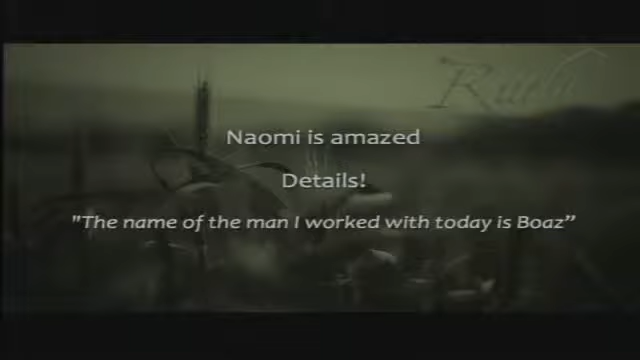 Ruth
Naomi is amazed
Details!
"The name of the man I worked with today is Boaz”